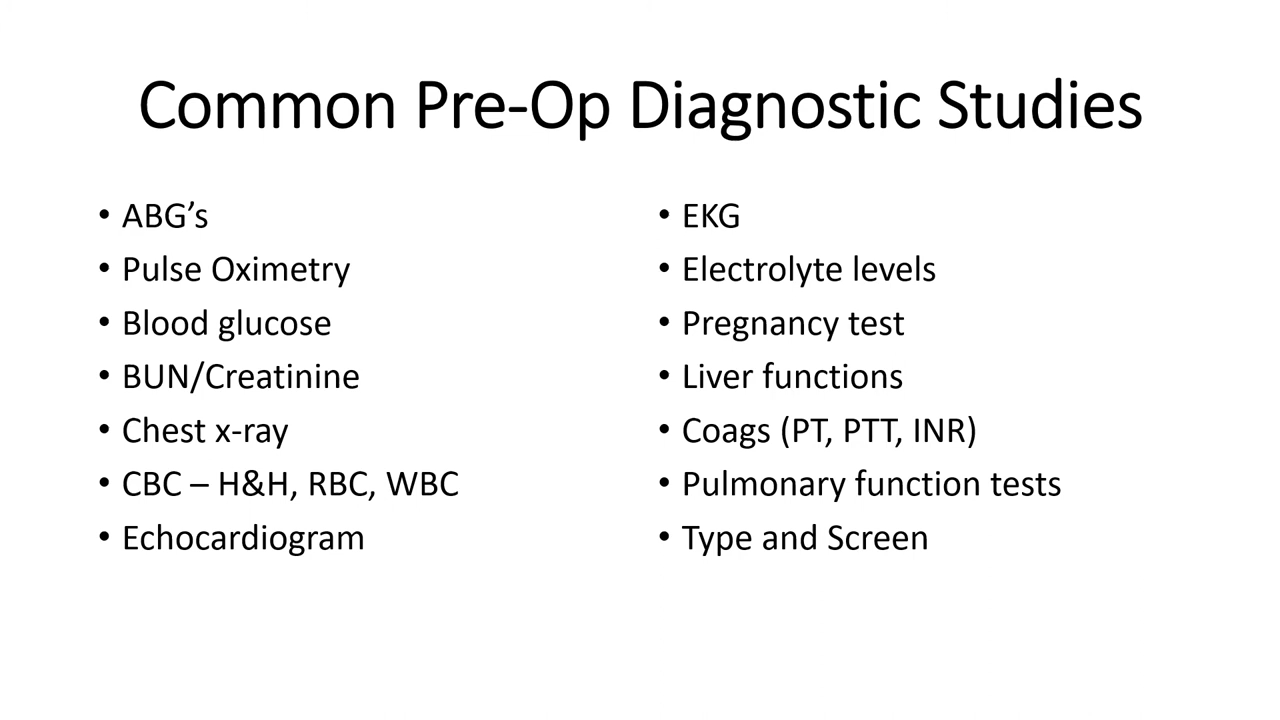 Common Pre-Op Diagnostic Studies
• ABG’s
• Pulse Oximetry
• Blood glucose
• BUN/Creatinine
• Chest x-ray
• CBC – H&H, RBC, WBC
• Echocardiogram
• EKG
• Electrolyte levels
• Pregnancy test
• Liver functions
• Coags (PT, PTT, INR)
• Pulmonary function tests
• Type and Screen